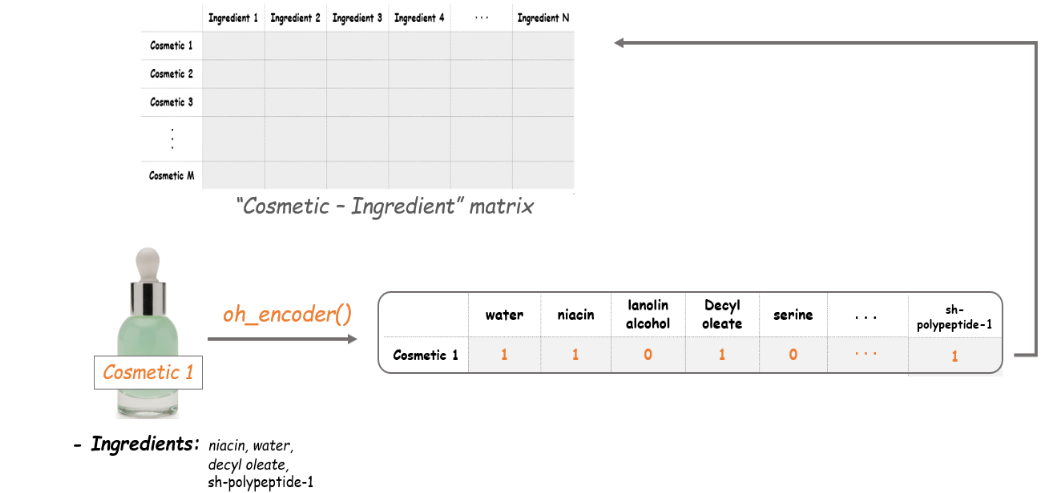 Ingredient 1 Ingredient 2 Ingredient 3 Ingredient 4 ... Ingredient N
Cosmetic 1
Cosmetic 2
Cosmetic 3
...
Cosmetic M
"Cosmetic – Ingredient" matrix
oh_encoder()
water niacin lanolin alcohol Decyl oleate serine ... sh-polypeptide-1
Cosmetic 1 1 1 0 1 0 ... 1
Cosmetic 1
- Ingredients: niacin, water,
decyl oleate,
sh-polypeptide-1